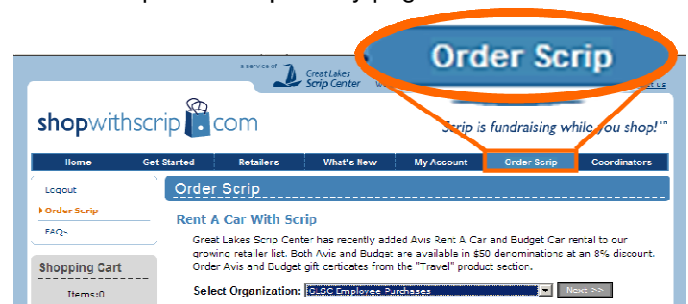 Order Scrip
a service of
Great Lakes
Scrip Center
shopwithscrip.com
Scrip is fundraising while you shop!"™
Home Get Started Retailers What's New My Account Order Scrip Coordinators
Logout
Order Scrip
FAQs
Order Scrip
Rent A Car With Scrip
Great Lakes Scrip Center has recently added Avis Rent A Car and Budget Car rental to our
growing retailer list. Both Avis and Budget are available in $50 denominations at an 8% discount.
Order Avis and Budget gift certicates from the "Travel" product section.
Shopping Cart
Items:0
Select Organization: GLSC Employee Purchases Next >>